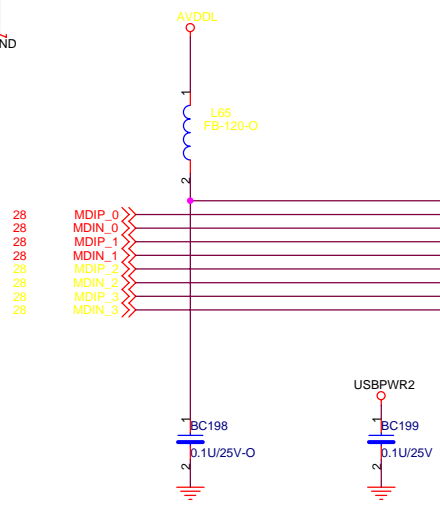 ND
AVDDL
1
L65
FB-120-O
2
28 MDIP_0
28 MDIN_0
28 MDIP_1
28 MDIN_1
28 MDIP_2
28 MDIN_2
28 MDIP_3
28 MDIN_3
USBPWR2
1 BC198
0.1U/25V-O
2
1 BC199
0.1U/25V
2